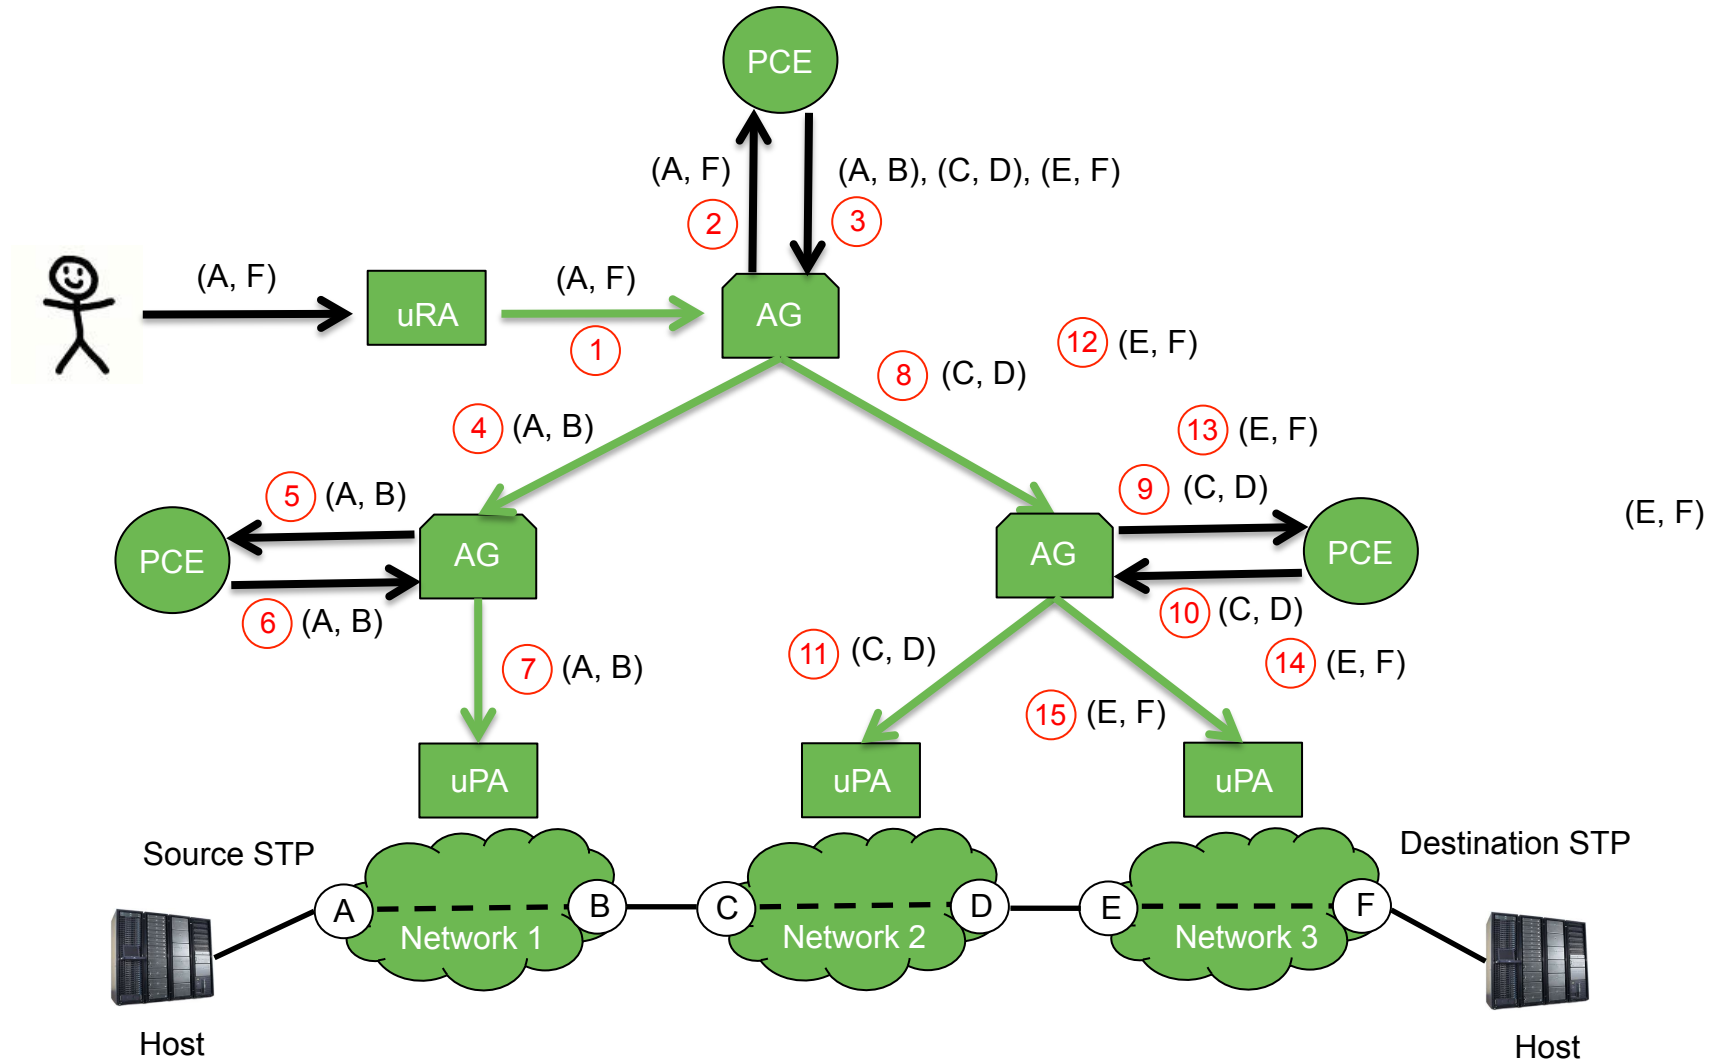 PCE
(A, F)
(A, B), (C, D), (E, F)
2
3
(A, F)
(A, F)
uRA
AG
1
12 (E, F)
8 (C, D)
4 (A, B)
13 (E, F)
5 (A, B)
9 (C, D)
(E, F)
PCE
AG
AG
PCE
6 (A, B)
10 (C, D)
11 (C, D)
7 (A, B)
14 (E, F)
15 (E, F)
uPA
uPA
uPA
Source STP
Destination STP
A
B
C
D
E
F
Network 1
Network 2
Network 3
Host
Host